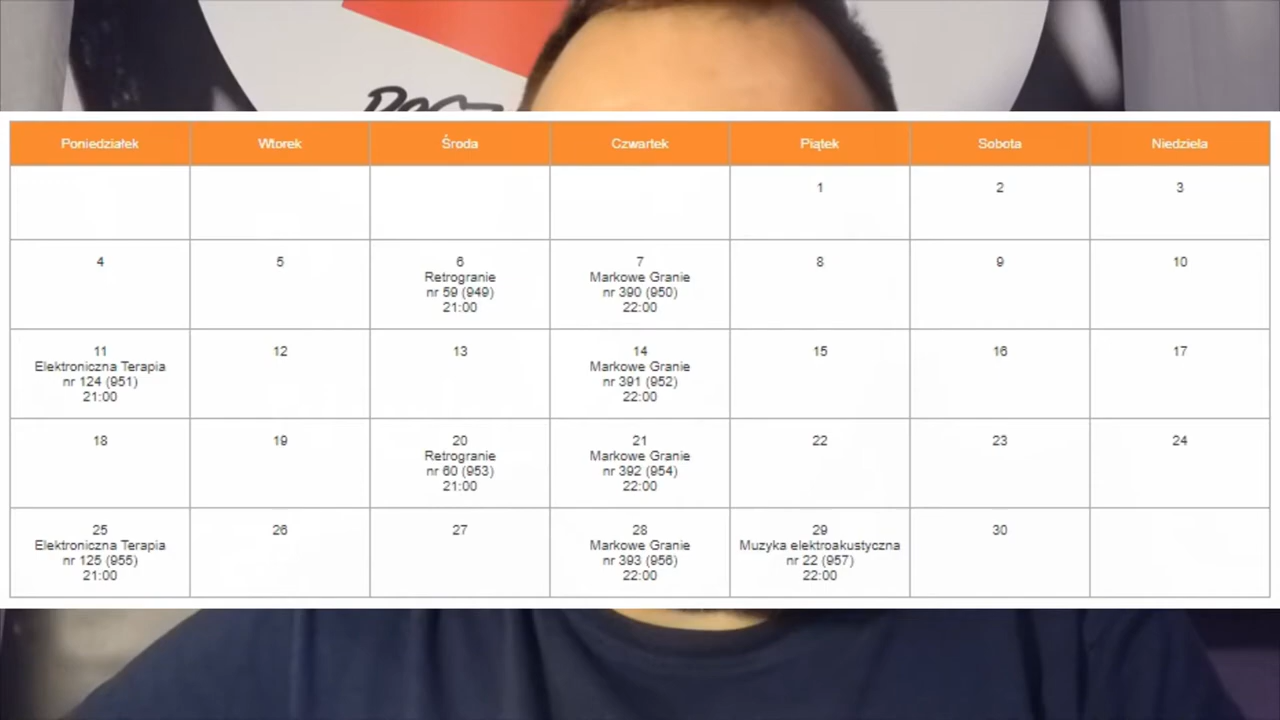 Poniedziałek Wtorek Środa Czwartek Piątek Sobota Niedziela
1 2 3
4 5 6 7 8 9 10
Retrogranie Markowe Granie
nr 59 (949) nr 390 (950)
21:00 22:00
11 12 13 14 15 16 17
Elektroniczna Terapia Markowe Granie
nr 124 (951) nr 391 (952)
21:00 22:00
18 19 20 21 22 23 24
Retrogranie Markowe Granie
nr 60 (953) nr 392 (954)
21:00 22:00
25 26 27 28 29 30
Elektroniczna Terapia Markowe Granie Muzyka elektroakustyczna
nr 125 (955) nr 393 (956) nr 22 (957)
21:00 22:00 22:00